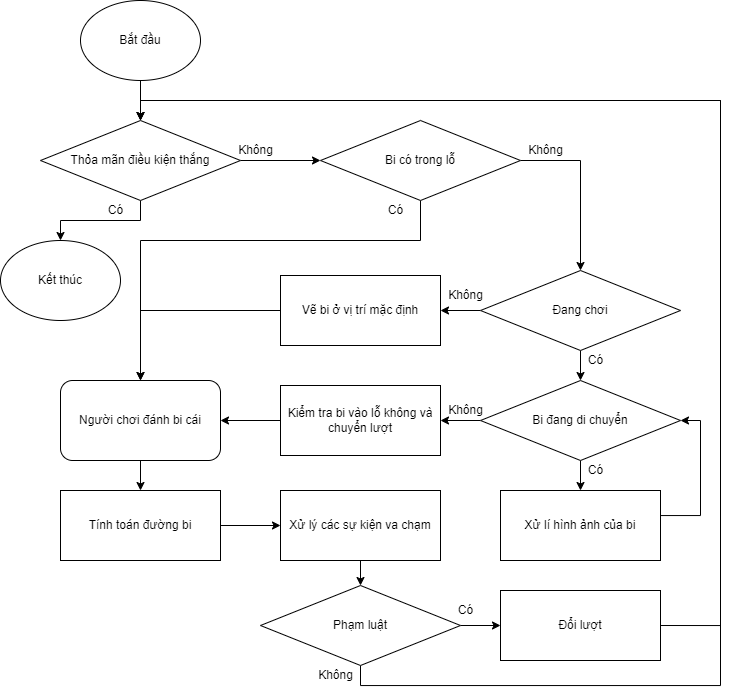 Bắt đầu
Thỏa mãn điều kiện thắng
Không
Bi có trong lỗ
Không
Có
Có
Kết thúc
Vẽ bi ở vị trí mặc định
Không
Đang chơi
Có
Người chơi đánh bi cái
Kiểm tra bi vào lỗ không và
chuyển lượt
Không
Bi đang di chuyển
Có
Tính toán đường bi
Xử lý các sự kiện va chạm
Xử lí hình ảnh của bi
Phạm luật
Có
Đổi lượt
Không